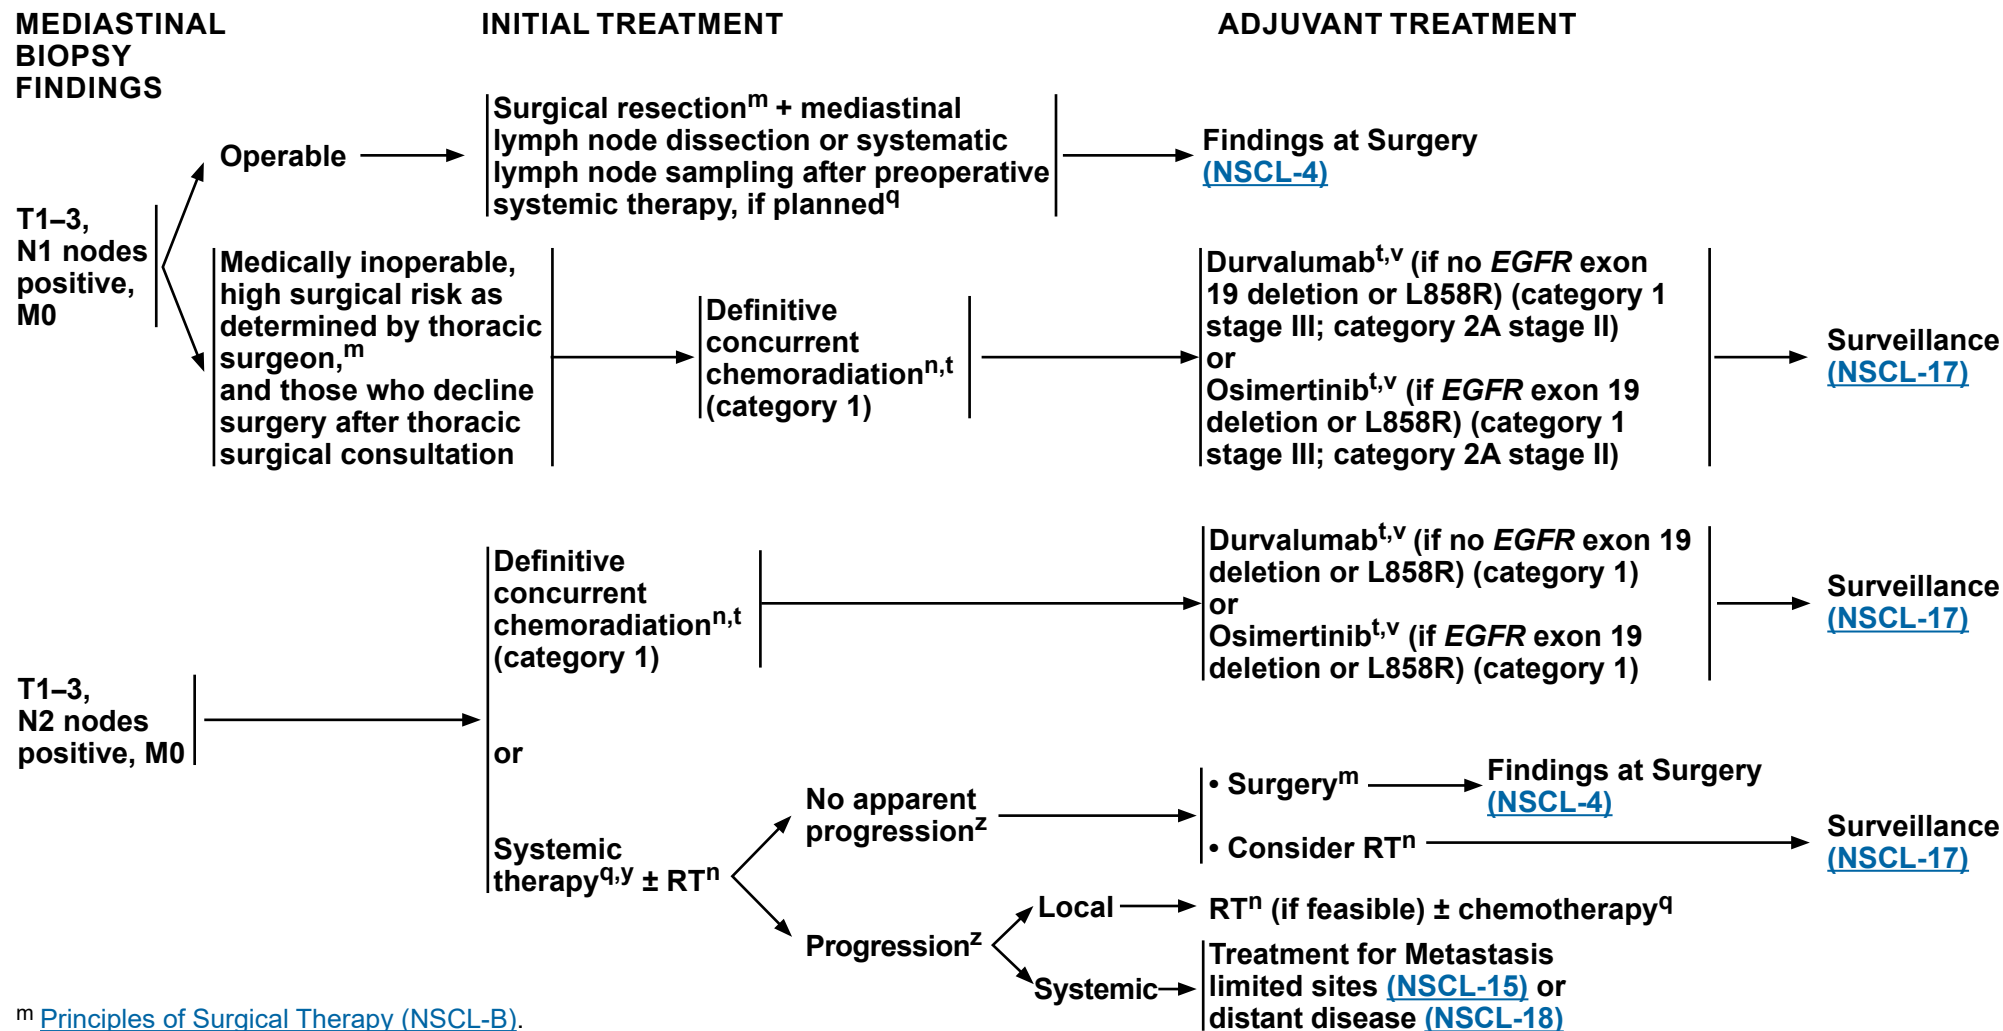 MEDIASTINAL
BIOPSY
FINDINGS
INITIAL TREATMENT
ADJUVANT TREATMENT
T1–3,
N1 nodes
positive,
M0
Operable
Surgical resectionᵐ + mediastinal
lymph node dissection or systematic
lymph node sampling after preoperative
systemic therapy, if plannedq
Findings at Surgery
(NSCL-4)
Medically inoperable,
high surgical risk as
determined by thoracic
surgeon,ᵐ
and those who decline
surgery after thoracic
surgical consultation
Definitive
concurrent
chemoradiationⁿ,ᵗ
(category 1)
Durvalumabᵗ,ᵛ (if no EGFR exon
19 deletion or L858R) (category 1
stage III; category 2A stage II)
or
Osimertinibᵗ,ᵛ (if EGFR exon 19
deletion or L858R) (category 1
stage III; category 2A stage II)
Surveillance
(NSCL-17)
T1–3,
N2 nodes
positive, M0
Definitive
concurrent
chemoradiationⁿ,ᵗ
(category 1)
Durvalumabᵗ,ᵛ (if no EGFR exon 19
deletion or L858R) (category 1)
or
Osimertinibᵗ,ᵛ (if EGFR exon 19
deletion or L858R) (category 1)
Surveillance
(NSCL-17)
or
Systemic
therapyq,ʸ ± RTⁿ
No apparent
progressionᶻ
• Surgeryᵐ
Findings at Surgery
(NSCL-4)
• Consider RTⁿ
Surveillance
(NSCL-17)
Progressionᶻ
Local
RTⁿ (if feasible) ± chemotherapyq
Systemic
Treatment for Metastasis
limited sites (NSCL-15) or
distant disease (NSCL-18)
ᵐ Principles of Surgical Therapy (NSCL-B).